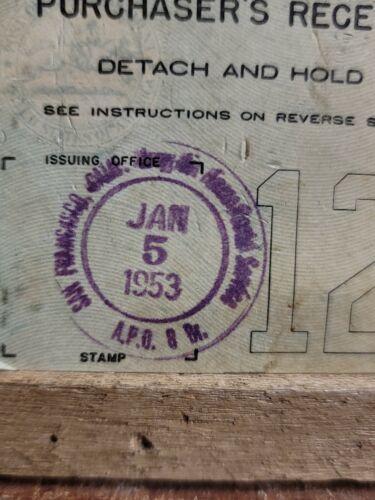 PURCHASER'S RECE
DETACH AND HOLD
SEE INSTRUCTIONS ON REVERSE S
ISSUING OFFICE
SAN FRANCISCO, Calif.
JAN
5
1953
A.P.O. 8 Br.
STAMP
12